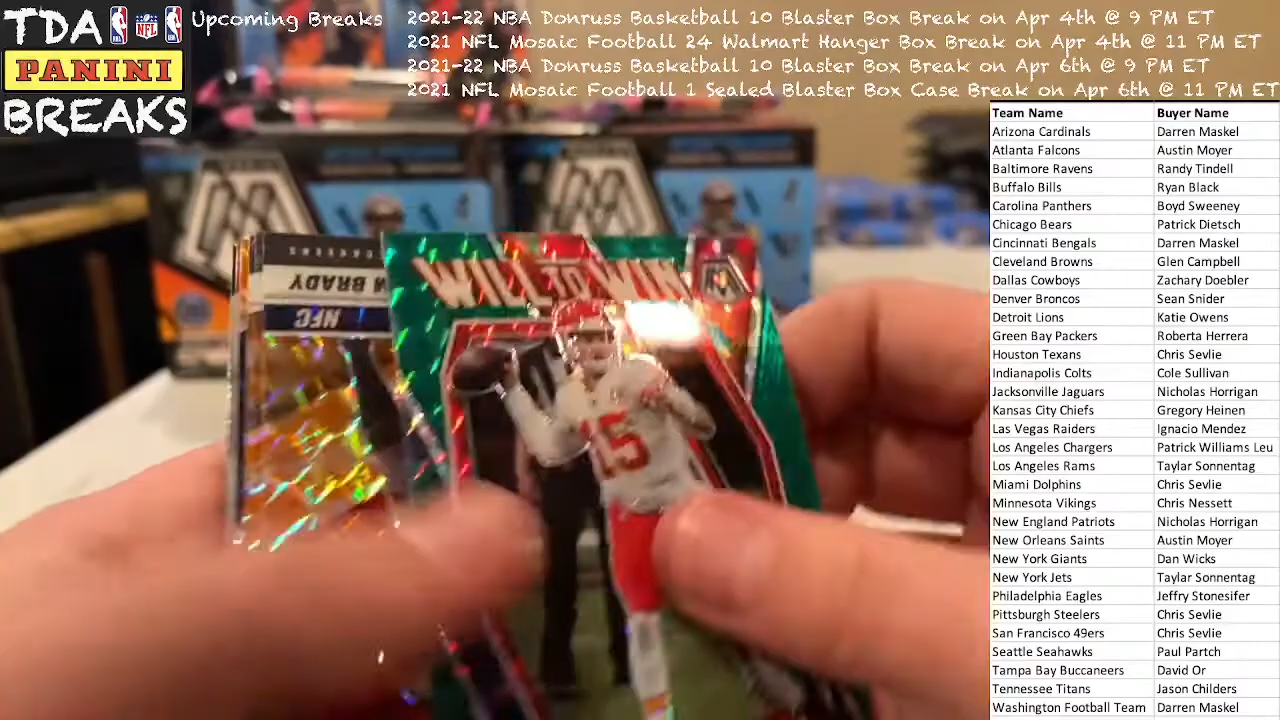 TDA NFL
PANINI
BREAKS
Upcoming Breaks
2021-22 NBA Donruss Basketball 10 Blaster Box Break on Apr 4th @ 9 PM ET
2021 NFL Mosaic Football 24 Walmart Hanger Box Break on Apr 4th @ 11 PM ET
2021-22 NBA Donruss Basketball 10 Blaster Box Break on Apr 6th @ 9 PM ET
2021 NFL Mosaic Football 1 Sealed Blaster Box Case Break on Apr 6th @ 11 PM ET
Team Name Buyer Name
Arizona Cardinals Darren Maskel
Atlanta Falcons Austin Moyer
Baltimore Ravens Randy Tindell
Buffalo Bills Ryan Black
Carolina Panthers Boyd Sweeney
Chicago Bears Patrick Dietsch
Cincinnati Bengals Darren Maskel
Cleveland Browns Glen Campbell
Dallas Cowboys Zachary Doebler
Denver Broncos Sean Snider
Detroit Lions Katie Owens
Green Bay Packers Roberta Herrera
Houston Texans Chris Sevlie
Indianapolis Colts Cole Sullivan
Jacksonville Jaguars Nicholas Horrigan
Kansas City Chiefs Gregory Heinen
Las Vegas Raiders Ignacio Mendez
Los Angeles Chargers Patrick Williams Leu
Los Angeles Rams Taylar Sonnentag
Miami Dolphins Chris Sevlie
Minnesota Vikings Chris Nessett
New England Patriots Nicholas Horrigan
New Orleans Saints Austin Moyer
New York Giants Dan Wicks
New York Jets Taylar Sonnentag
Philadelphia Eagles Jeffry Stonesifer
Pittsburgh Steelers Chris Sevlie
San Francisco 49ers Chris Sevlie
Seattle Seahawks Paul Partch
Tampa Bay Buccaneers David Or
Tennessee Titans Jason Childers
Washington Football Team Darren Maskel
WILL TO WIN
M BRADY
NFC
15